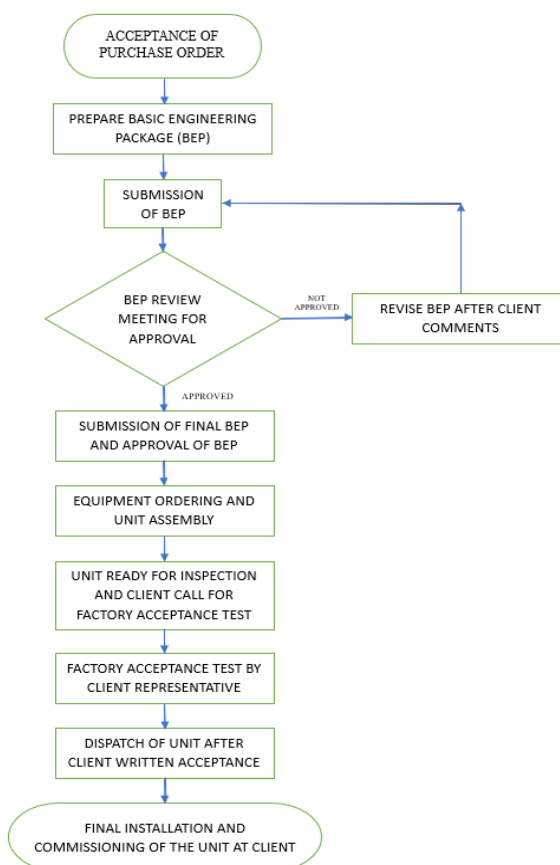 ACCEPTANCE OF
PURCHASE ORDER
PREPARE BASIC ENGINEERING
PACKAGE (BEP)
SUBMISSION
OF BEP
BEP REVIEW
MEETING FOR
APPROVAL
NOT
APPROVED
REVISE BEP AFTER CLIENT
COMMENTS
APPROVED
SUBMISSION OF FINAL BEP
AND APPROVAL OF BEP
EQUIPMENT ORDERING AND
UNIT ASSEMBLY
UNIT READY FOR INSPECTION
AND CLIENT CALL FOR
FACTORY ACCEPTANCE TEST
FACTORY ACCEPTANCE TEST BY
CLIENT REPRESENTATIVE
DISPATCH OF UNIT AFTER
CLIENT WRITTEN ACCEPTANCE
FINAL INSTALLATION AND
COMMISSIONING OF THE UNIT AT CLIENT